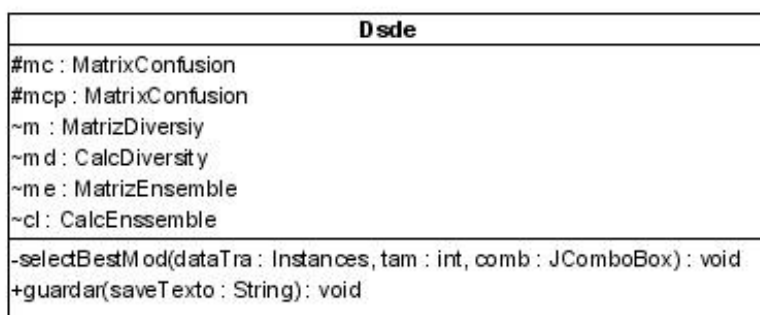 Dsde
#mc : MatrixConfusion
#mcp : MatrixConfusion
~m : MatrizDiversiy
~md : CalcDiversity
~me : MatrizEnsemble
~cl : CalcEnssemble
-selectBestMod(dataTra : Instances, tam : int, comb : JComboBox) : void
+guardar(saveTexto : String) : void